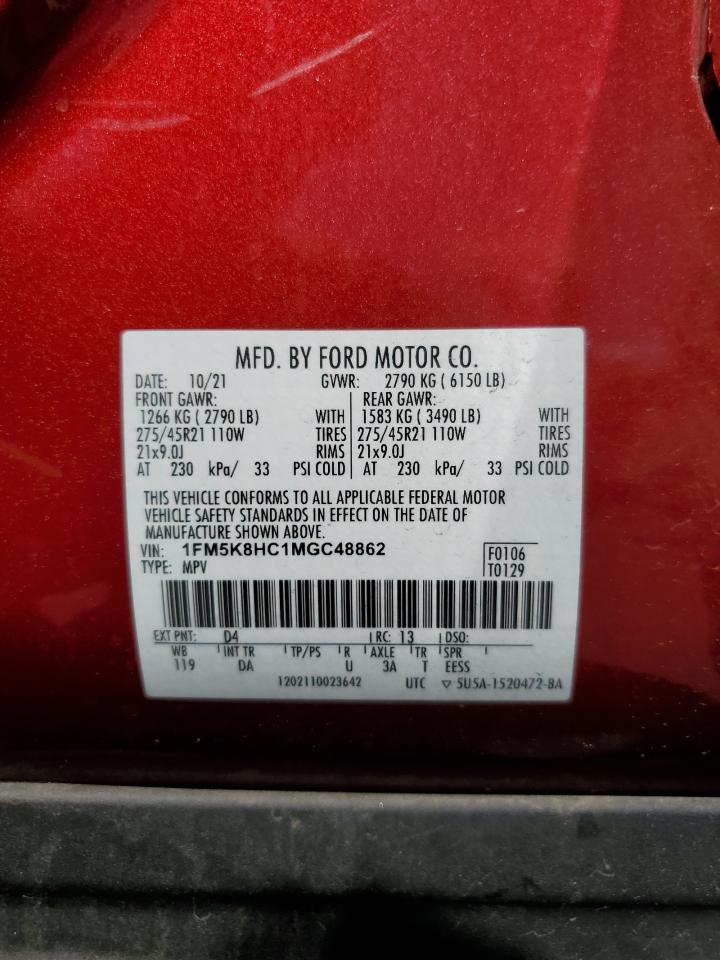 MFD. BY FORD MOTOR CO.
DATE: 10/21 GVWR: 2790 KG ( 6150 LB)
FRONT GAWR: REAR GAWR:
1266 KG ( 2790 LB) WITH 1583 KG ( 3490 LB) WITH
275/45R21 110W TIRES 275/45R21 110W TIRES
21x9.0J RIMS 21x9.0J RIMS
AT 230 kPa/ 33 PSI COLD AT 230 kPa/ 33 PSI COLD
THIS VEHICLE CONFORMS TO ALL APPLICABLE FEDERAL MOTOR
VEHICLE SAFETY STANDARDS IN EFFECT ON THE DATE OF
MANUFACTURE SHOWN ABOVE.
VIN: 1FM5K8HC1MGC48862 F0106
TYPE: MPV T0129
EXT PNT: D4 RC: 13 DSO:
WB INT TR TP/PS R AXLE TR SPR
119 DA U 3A T EESS
1202110023642 UTC ▽ 5U5A-1520472-BA